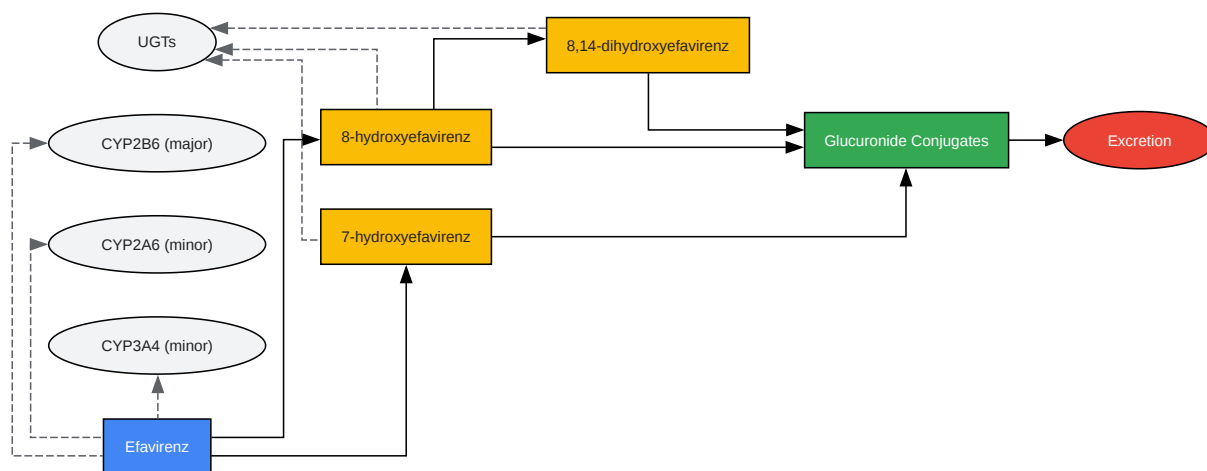 UGTs
8,14-dihydroxyefavirenz
CYP2B6 (major)
8-hydroxyefavirenz
Glucuronide Conjugates
Excretion
CYP2A6 (minor)
7-hydroxyefavirenz
CYP3A4 (minor)
Efavirenz